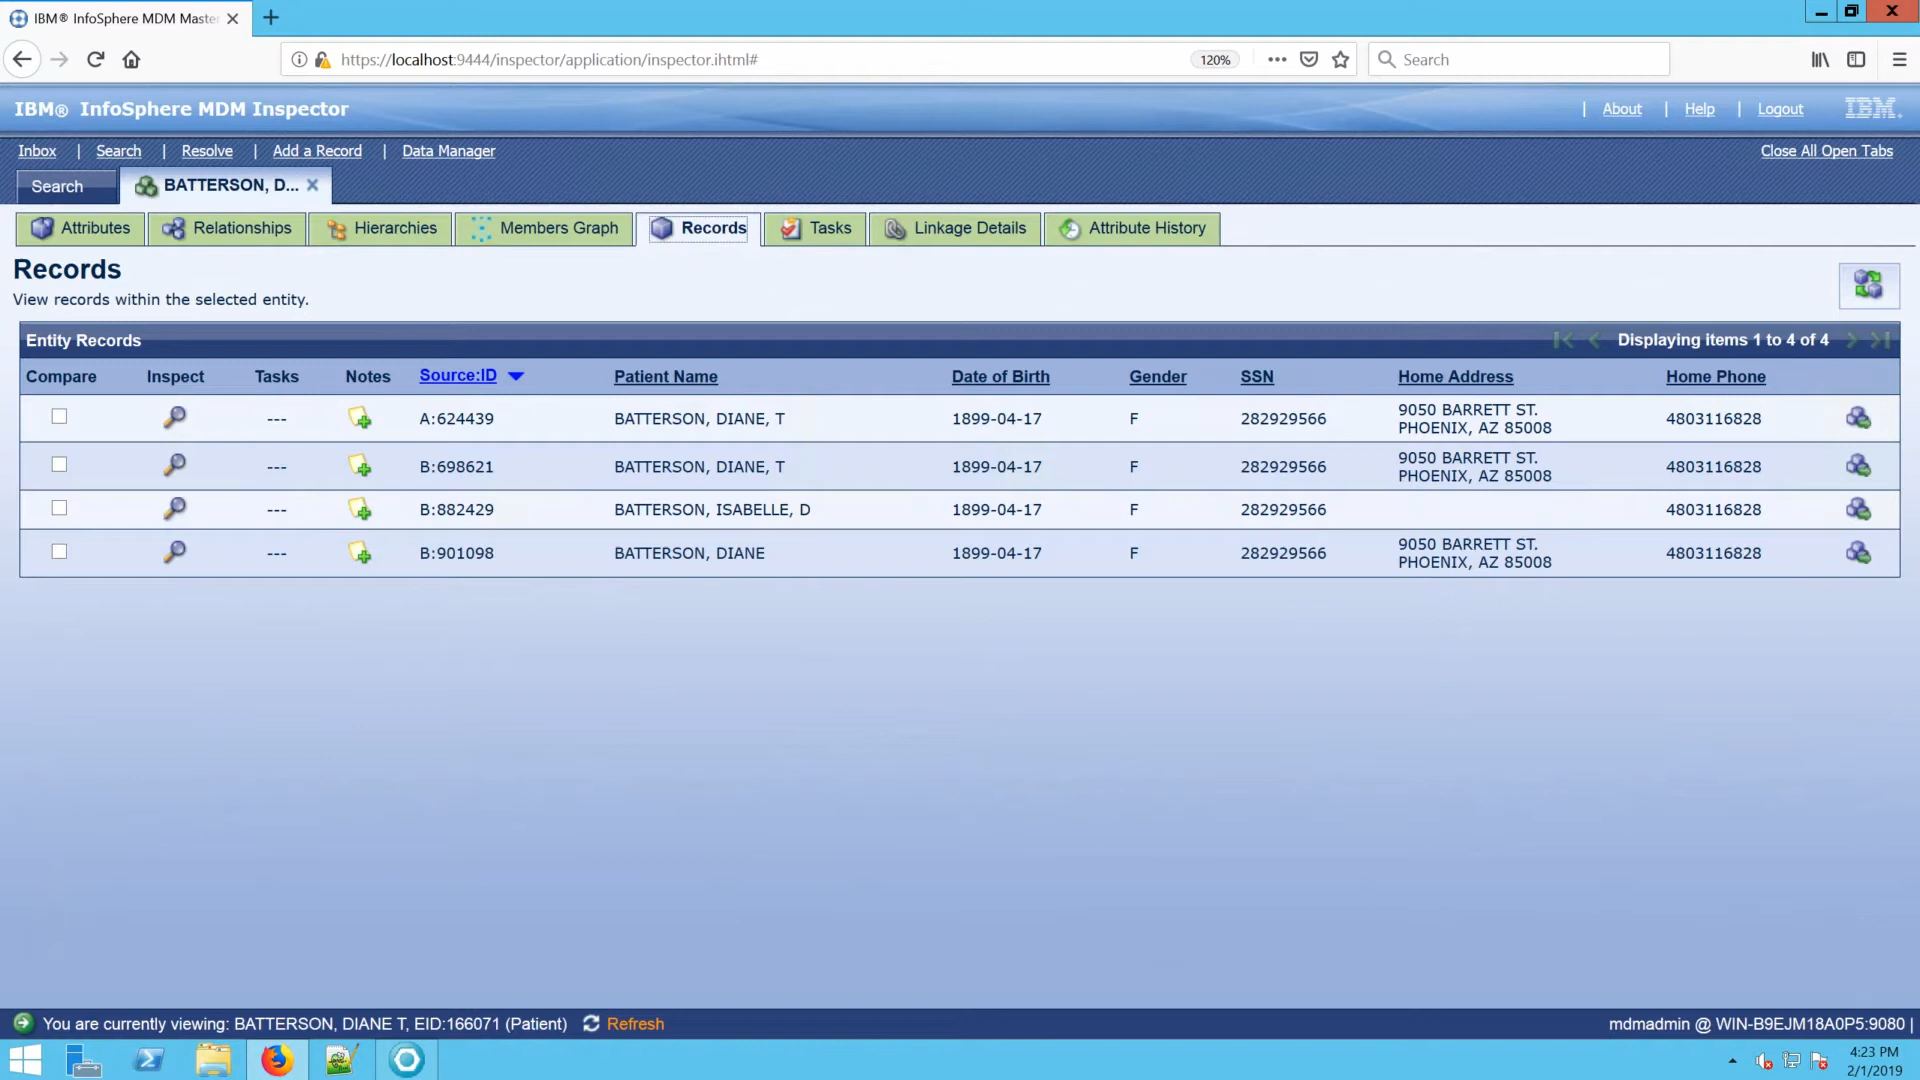 IBM® InfoSphere MDM Maste
https://localhost:9444/inspector/application/inspector.ihtml#
120%
Search
IBM® InfoSphere MDM Inspector
| About | Help | Logout IBM.
Inbox | Search | Resolve | Add a Record | Data Manager
Close All Open Tabs
Search
BATTERSON, D...
Attributes
Relationships
Hierarchies
Members Graph
Records
Tasks
Linkage Details
Attribute History
Records
View records within the selected entity.
Entity Records
Displaying items 1 to 4 of 4
Compare Inspect Tasks Notes Source:ID Patient Name Date of Birth Gender SSN Home Address Home Phone
--- A:624439 BATTERSON, DIANE, T 1899-04-17 F 282929566 9050 BARRETT ST. 4803116828
PHOENIX, AZ 85008
--- B:698621 BATTERSON, DIANE, T 1899-04-17 F 282929566 9050 BARRETT ST. 4803116828
PHOENIX, AZ 85008
--- B:882429 BATTERSON, ISABELLE, D 1899-04-17 F 282929566 4803116828
--- B:901098 BATTERSON, DIANE 1899-04-17 F 282929566 9050 BARRETT ST. 4803116828
PHOENIX, AZ 85008
You are currently viewing: BATTERSON, DIANE T, EID:166071 (Patient) Refresh
mdmadmin @ WIN-B9EJM18A0P5:9080 |
4:23 PM
2/1/2019